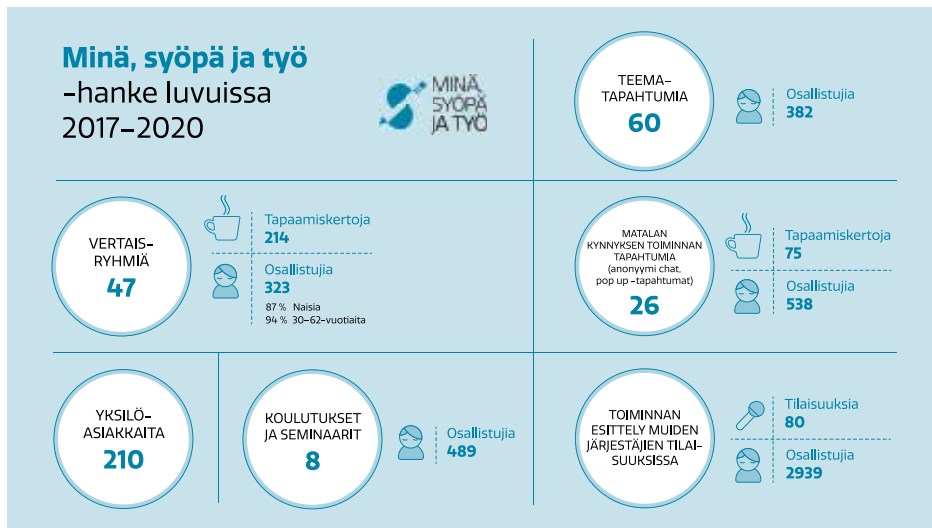 Minä, syöpä ja työ
-hanke luvuissa
2017–2020
MINÄ,
SYÖPÄ
JA TYÖ
TEEMA-
TAPAHTUMIA
60
Osallistujia
382
VERTAIS-
RYHMIÄ
47
Tapaamiskertoja
214
Osallistujia
323
87 % Naisia
94 % 30–62-vuotiaita
MATALAN
KYNNYKSEN TOIMINNAN
TAPAHTUMIA
(anonyymi chat,
pop up -tapahtumat)
26
Tapaamiskertoja
75
Osallistujia
538
YKSILÖ-
ASIAKKAITA
210
KOULUTUKSET
JA SEMINAARIT
8
Osallistujia
489
TOIMINNAN
ESITTELY MUIDEN
JÄRJESTÄJIEN TILAI-
SUUKSISSA
Tilaisuuksia
80
Osallistujia
2939